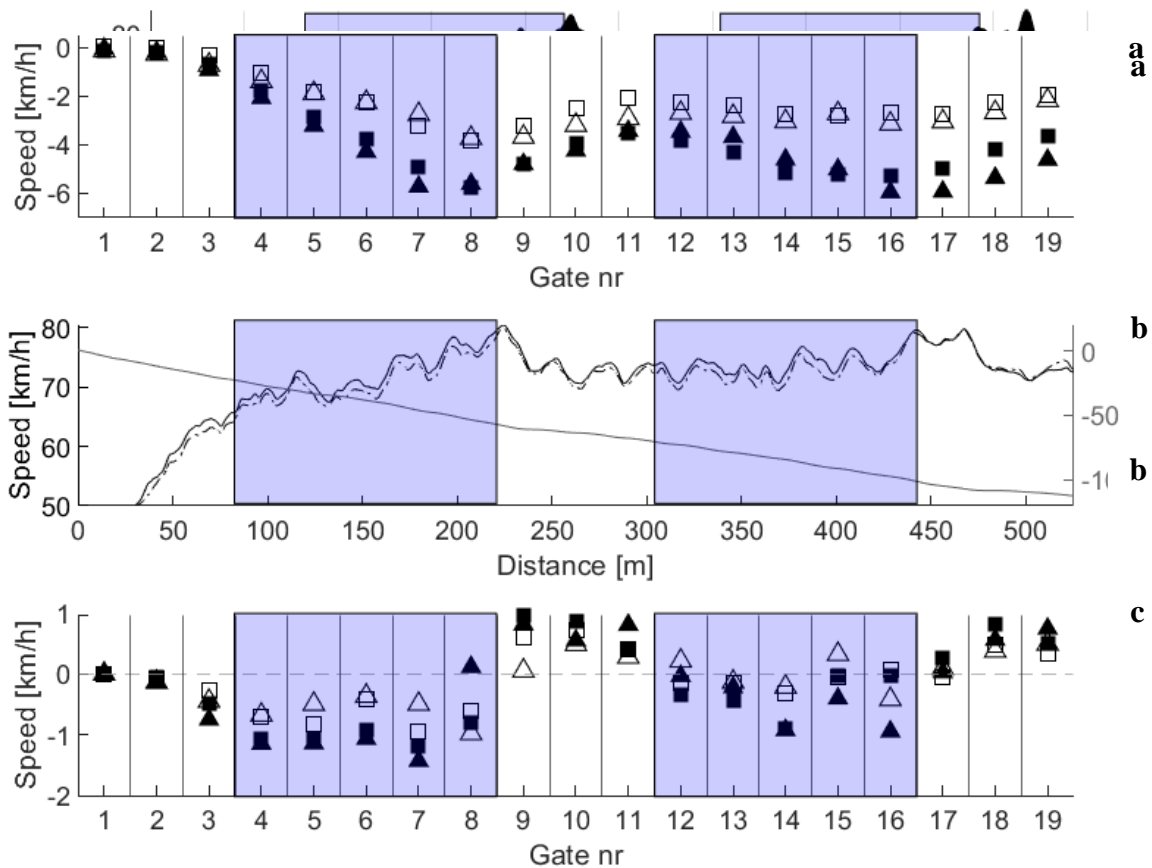 a
a
Speed [km/h]
0
-2
-4
-6
1 2 3 4 5 6 7 8 9 10 11 12 13 14 15 16 17 18 19
Gate nr
b
b
Speed [km/h]
80
70
60
50
0
-50
0 50 100 150 200 250 300 350 400 450 500
Distance [m]
c
Speed [km/h]
1
0
-1
-2
1 2 3 4 5 6 7 8 9 10 11 12 13 14 15 16 17 18 19
Gate nr